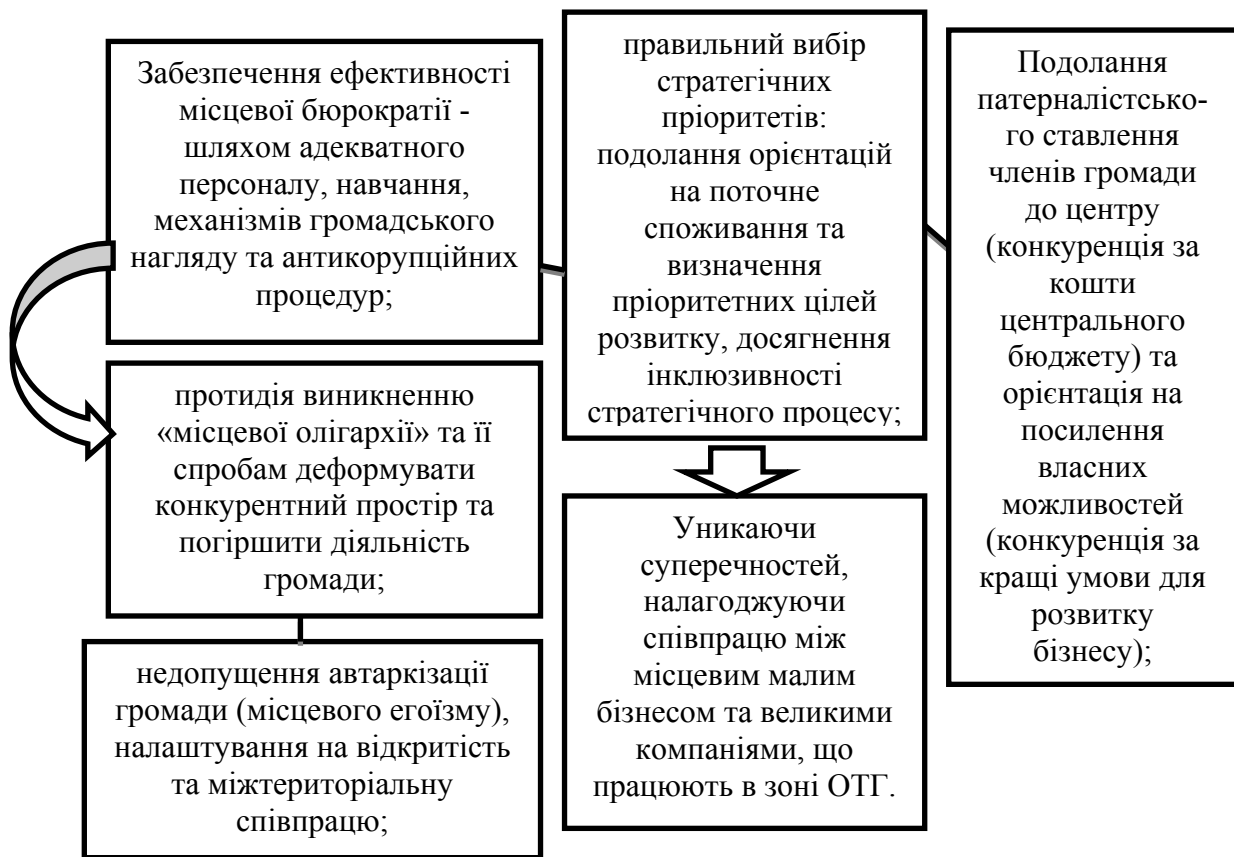 Забезпечення ефективності
місцевої бюрократії -
шляхом адекватного
персоналу, навчання,
механізмів громадського
нагляду та антикорупційних
процедур;
протидія виникненню
«місцевої олігархії» та її
спробам деформувати
конкурентний простір та
погіршити діяльність
громади;
недопущення автаркізації
громади (місцевого егоїзму),
налаштування на відкритість
та міжтериторіальну
співпрацю;
правильний вибір
стратегічних
пріоритетів:
подолання орієнтацій
на поточне
споживання та
визначення
пріоритетних цілей
розвитку, досягнення
інклюзивності
стратегічного процесу;
Уникаючи
суперечностей,
налагоджуючи
співпрацю між
місцевим малим
бізнесом та великими
компаніями, що
працюють в зоні ОТГ.
Подолання
патерналістсько-
го ставлення
членів громади
до центру
(конкуренція за
кошти
центрального
бюджету) та
орієнтація на
посилення
власних
можливостей
(конкуренція за
кращі умови для
розвитку
бізнесу);